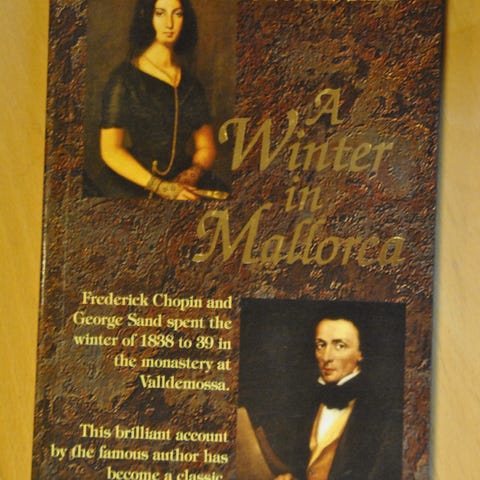 A
Winter
in
Mallorca
Frederick Chopin and
George Sand spent the
winter of 1838 to 39 in
the monastery at
Valldemossa.
This brilliant account
by the famous author has
become a classic.